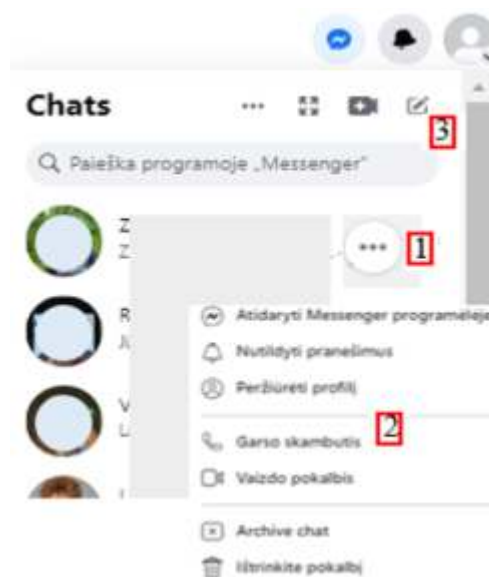 Chats
3
Paieška programoje „Messenger"
Z
Z
1
R
Atidaryti Messenger programėlėje
Nutildyti pranešimus
Peržiūrėti profilį
V
2
Garso skambutis
Vaizdo pokalbis
Archive chat
Ištrinkite pokalbį